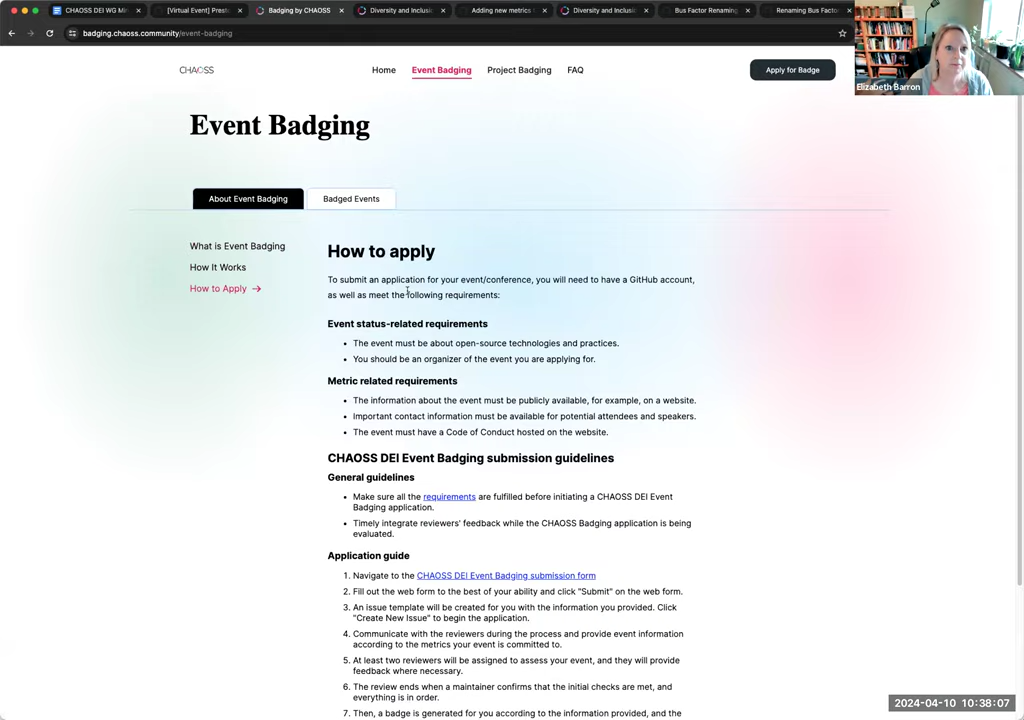 CHAOSS DEI WG Mi
[Virtual Event] Prest
Badging by CHAOSS
Diversity and Inclusi
Adding new metrics
Diversity and Inclusi
Bus Factor Renaming
Renaming Bus Facto
badging.chaoss.community/event-badging
Elizabeth Barron
CHAOSS
Home
Event Badging
Project Badging
FAQ
Apply for Badge
Event Badging
About Event Badging
Badged Events
What is Event Badging
How It Works
How to Apply →
How to apply
To submit an application for your event/conference, you will need to have a GitHub account,
as well as meet the following requirements:
Event status-related requirements
• The event must be about open-source technologies and practices.
• You should be an organizer of the event you are applying for.
Metric related requirements
• The information about the event must be publicly available, for example, on a website.
• Important contact information must be available for potential attendees and speakers.
• The event must have a Code of Conduct hosted on the website.
CHAOSS DEI Event Badging submission guidelines
General guidelines
• Make sure all the requirements are fulfilled before initiating a CHAOSS DEI Event
Badging application.
• Timely integrate reviewers' feedback while the CHAOSS Badging application is being
evaluated.
Application guide
1. Navigate to the CHAOSS DEI Event Badging submission form
2. Fill out the web form to the best of your ability and click "Submit" on the web form.
3. An issue template will be created for you with the information you provided. Click
"Create New Issue" to begin the application.
4. Communicate with the reviewers during the process and provide event information
according to the metrics your event is committed to.
5. At least two reviewers will be assigned to assess your event, and they will provide
feedback where necessary.
6. The review ends when a maintainer confirms that the initial checks are met, and
everything is in order.
7. Then, a badge is generated for you according to the information provided, and the
2024-04-10 10:38:07